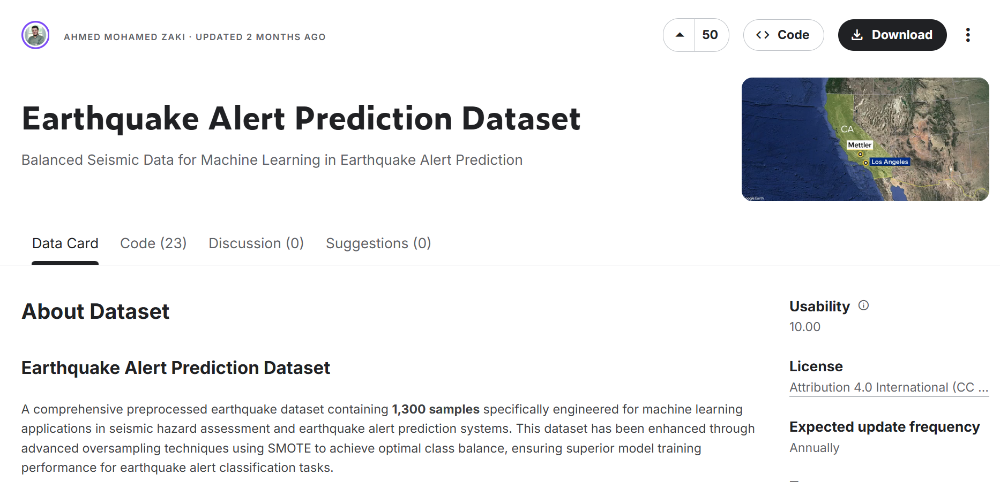 AHMED MOHAMED ZAKI · UPDATED 2 MONTHS AGO
50
Code
Download
Earthquake Alert Prediction Dataset
Balanced Seismic Data for Machine Learning in Earthquake Alert Prediction
CA
Mettler
Los Angeles
oogle Earth
Data Card
Code (23)
Discussion (0)
Suggestions (0)
About Dataset
Earthquake Alert Prediction Dataset
A comprehensive preprocessed earthquake dataset containing 1,300 samples specifically engineered for machine learning
applications in seismic hazard assessment and earthquake alert prediction systems. This dataset has been enhanced through
advanced oversampling techniques using SMOTE to achieve optimal class balance, ensuring superior model training
performance for earthquake alert classification tasks.
Usability
10.00
License
Attribution 4.0 International (CC ...
Expected update frequency
Annually